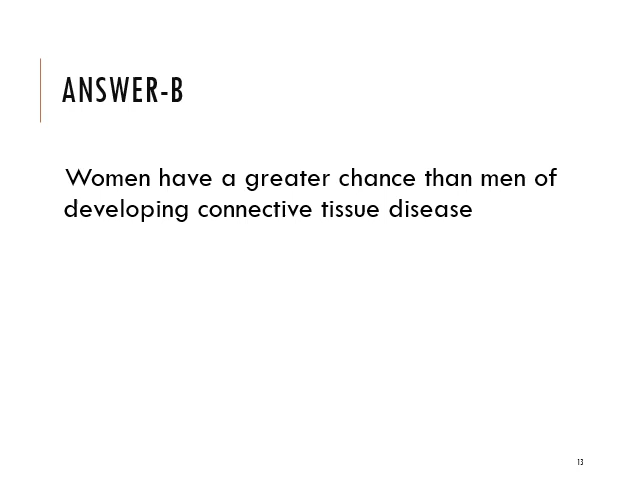 ANSWER-B
Women have a greater chance than men of
developing connective tissue disease
13